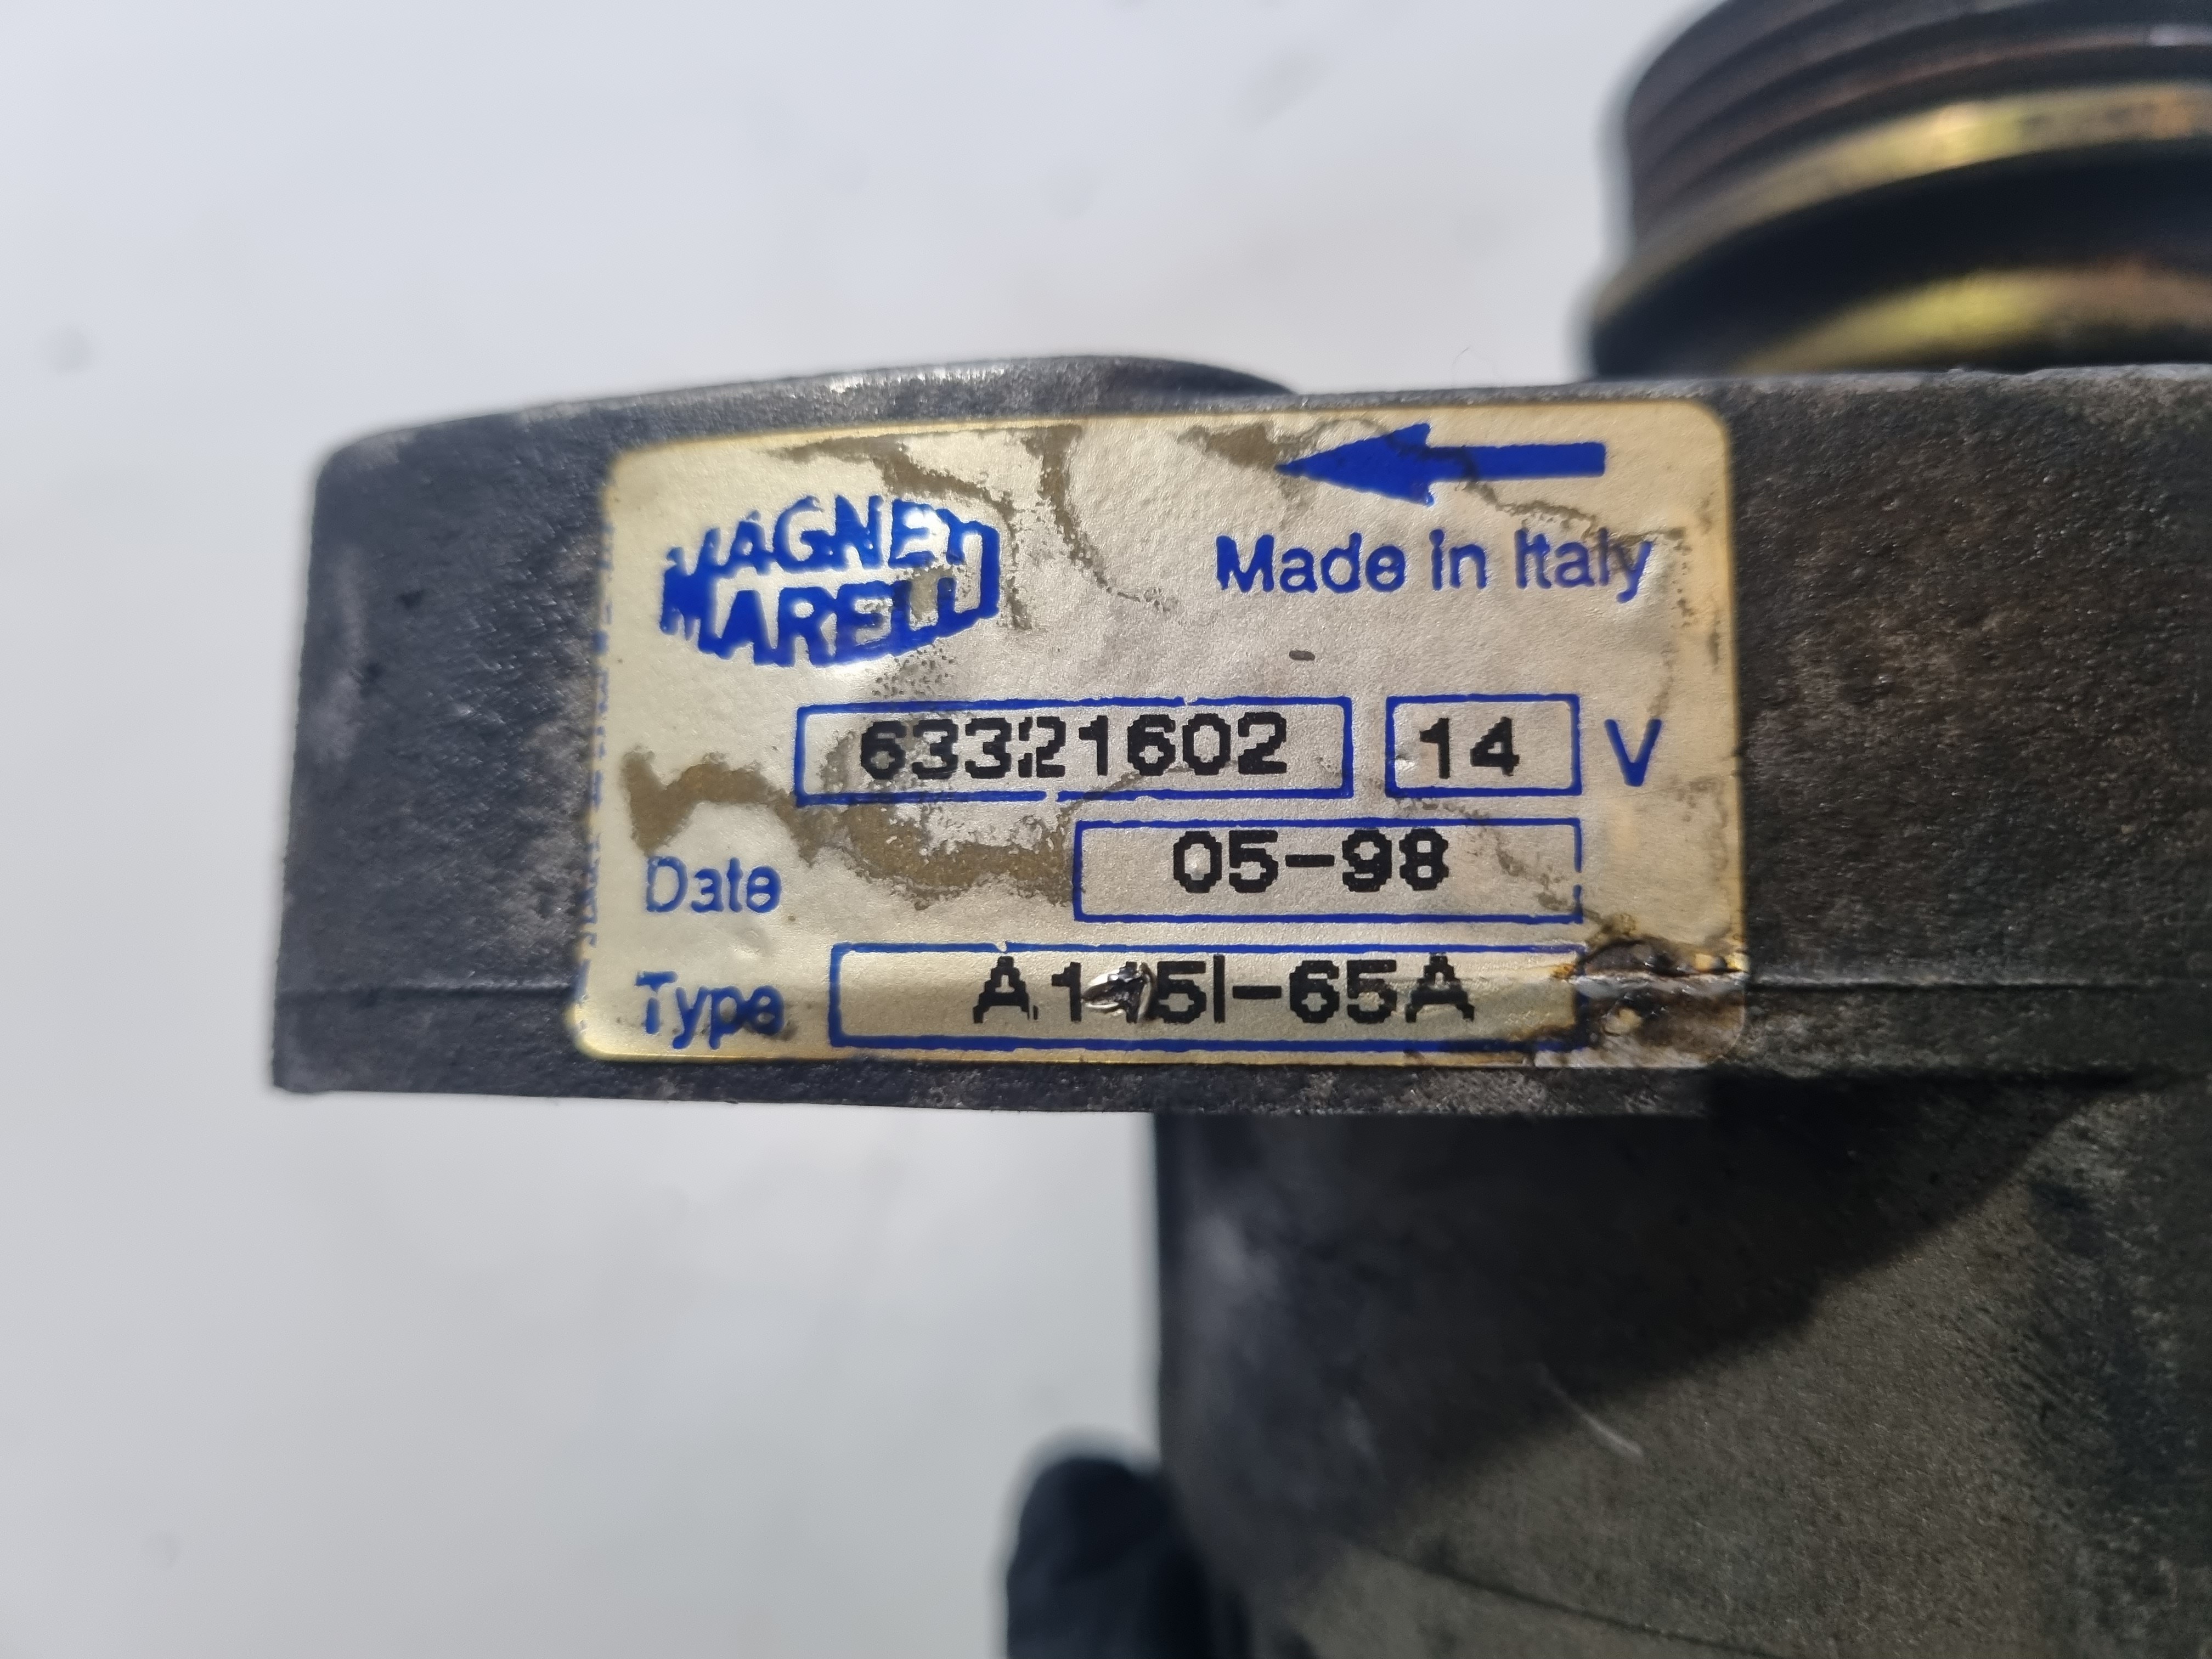 MAGNETI
MARELLI
Made in Italy
63321602 14 V
Date 05-98
Type